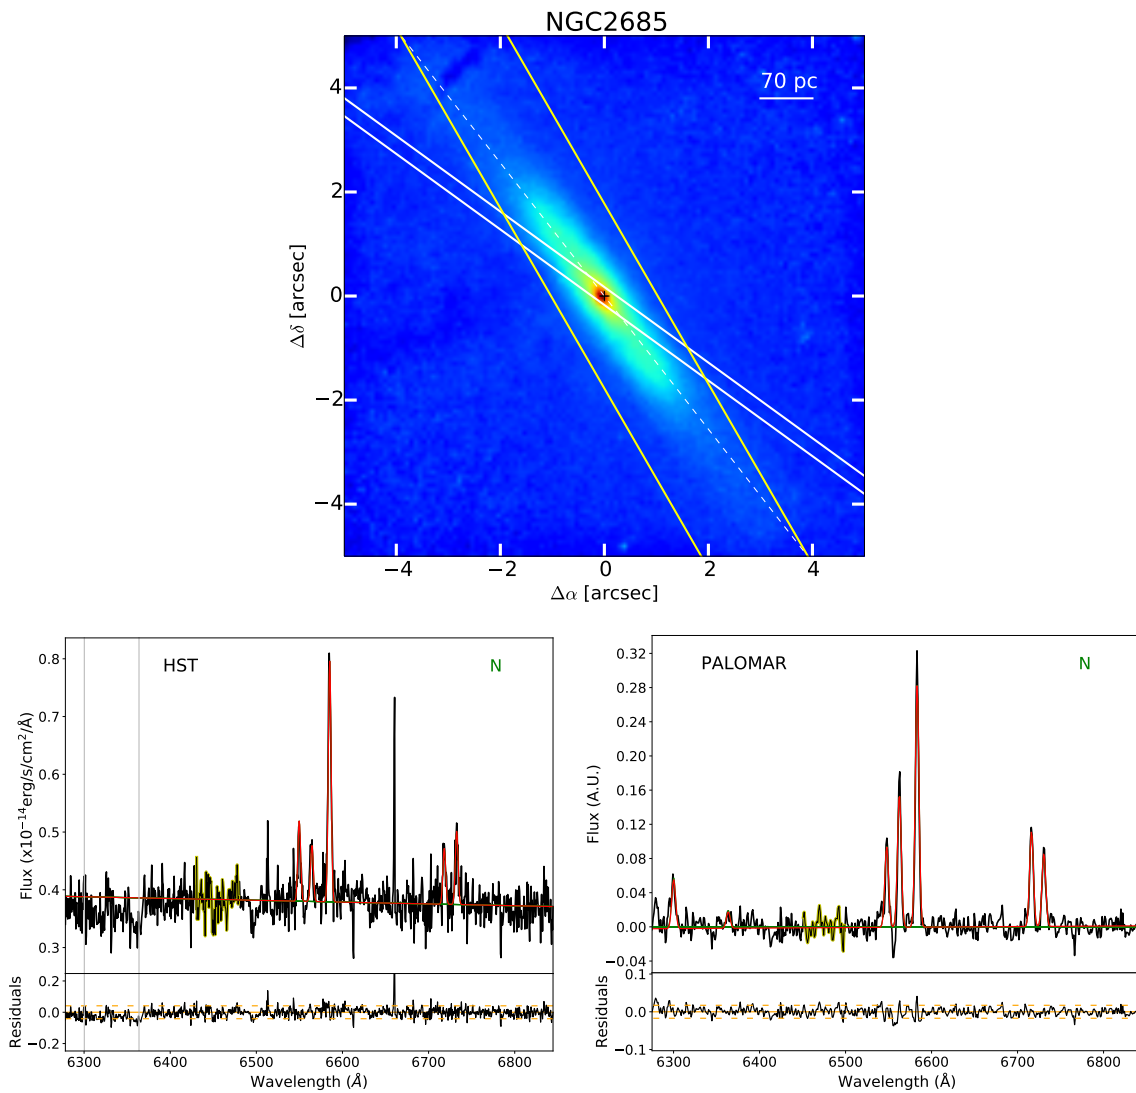 NGC2685
70 pc
4
2
0
−2
−4
Δδ [arcsec]
−4 −2 0 2 4
Δα [arcsec]
HST N
0.8
0.7
0.6
0.5
0.4
0.3
Flux (x10⁻¹⁴erg/s/cm²/Å)
0.2
0.0
−0.2
Residuals
6300 6400 6500 6600 6700 6800
Wavelength (Å)
PALOMAR N
0.32
0.28
0.24
0.20
0.16
0.12
0.08
0.04
0.00
−0.04
Flux (A.U.)
0.1
0.0
−0.1
Residuals
6300 6400 6500 6600 6700 6800
Wavelength (Å)